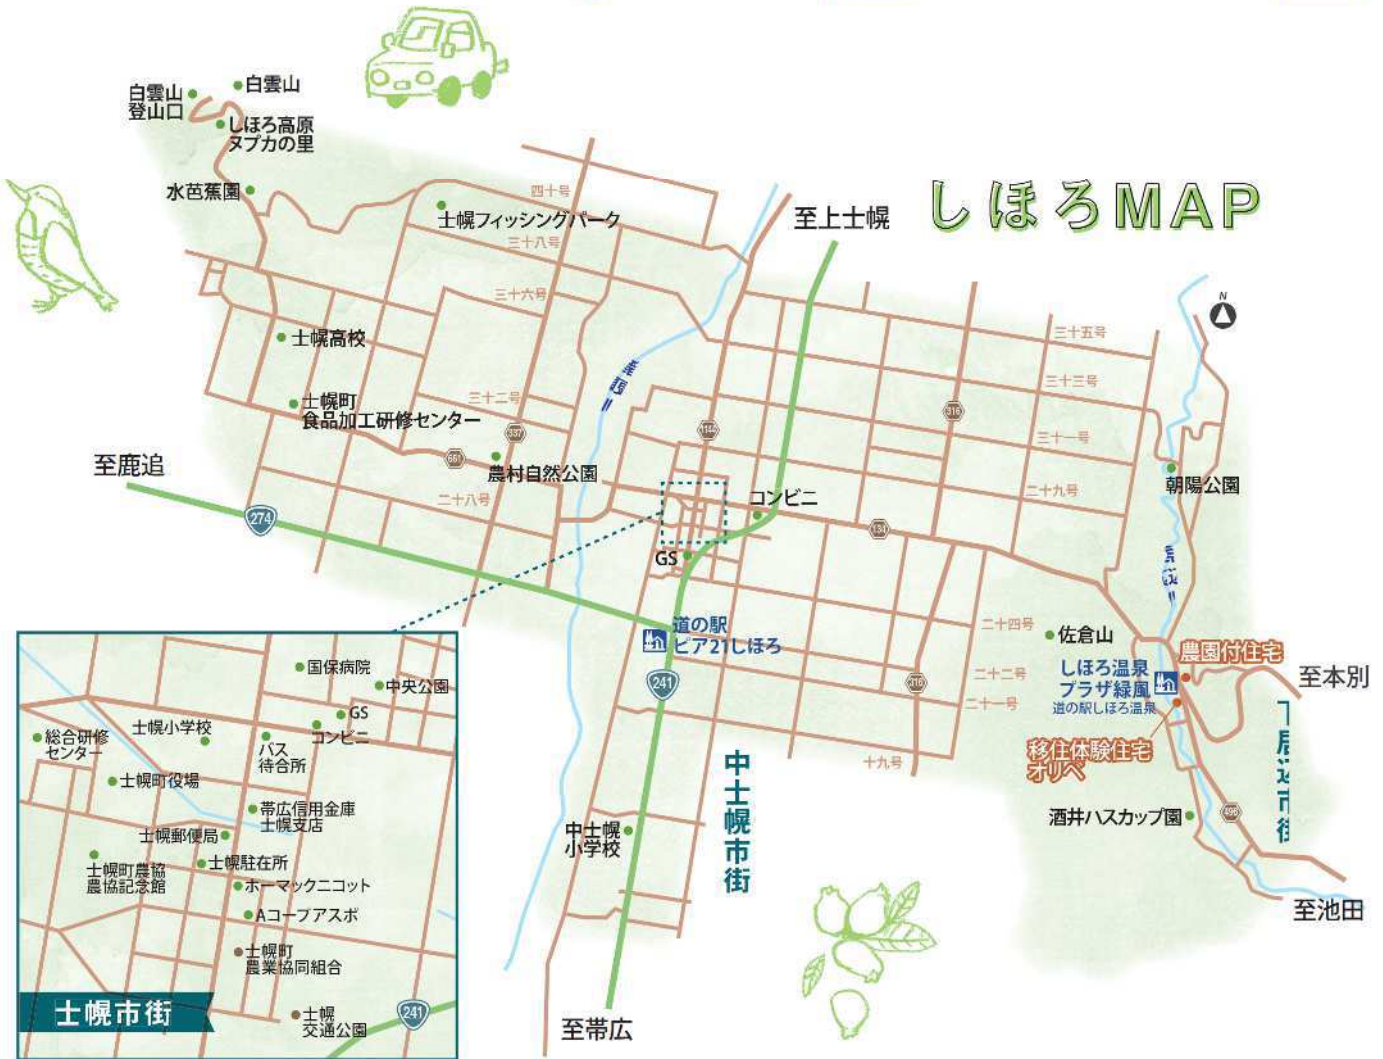 しほろMAP
N
白雲山
登山口
白雲山
しほろ高原
ヌプカの里
水芭蕉園
士幌フィッシングパーク
四十号
三十八号
三十六号
至上士幌
士幌高校
士幌町
食品加工研修センター
三十二号
337
661
農村自然公園
二十八号
至鹿追
274
1144
316
三十五号
三十三号
三十一号
二十九号
朝陽公園
コンビニ
134
GS
道の駅
ピア21しほろ
241
二十四号
二十二号
二十一号
十九号
316
佐倉山
農園付住宅
しほろ温泉
プラザ緑風
道の駅しほろ温泉
至本別
移住体験住宅
オリベ
酒井ハスカップ園
496
至池田
中士幌市街
中士幌
小学校
至帯広
国保病院
中央公園
GS
コンビニ
士幌小学校
バス
待合所
総合研修
センター
士幌町役場
帯広信用金庫
士幌支店
士幌郵便局
士幌駐在所
士幌町農協
農協記念館
ホーマックニコット
Aコープアスポ
士幌町
農業協同組合
士幌
交通公園
241
士幌市街